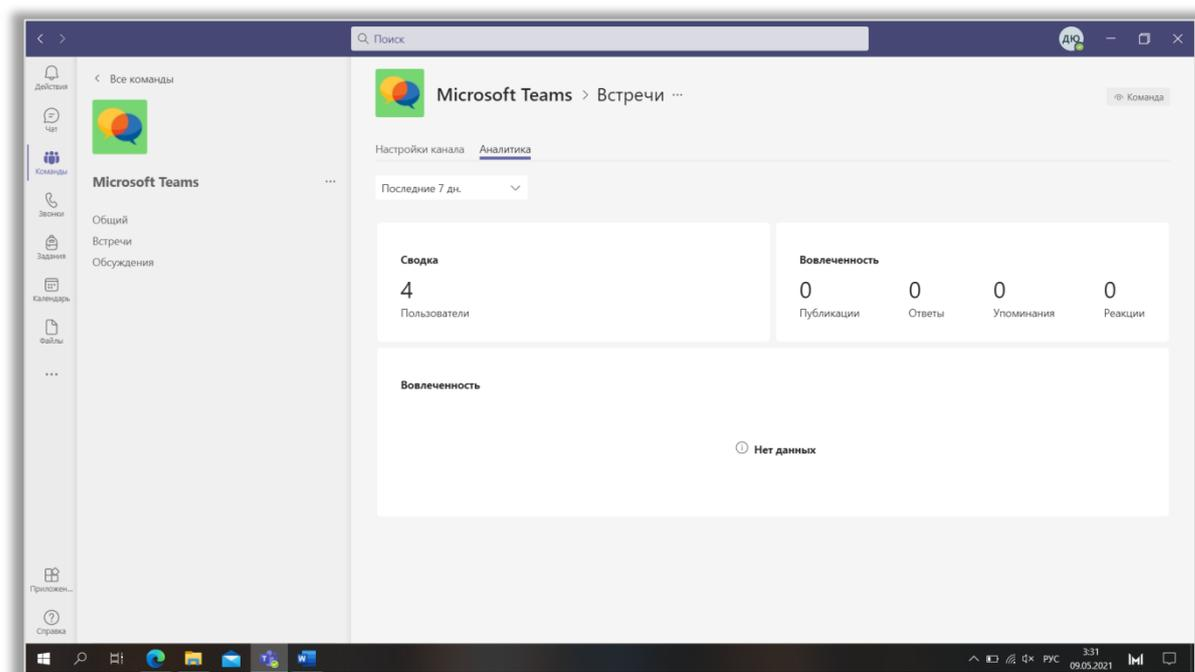 Поиск
ДЮ
Действия
Чат
Команды
Звонки
Задания
Календарь
Файлы
Приложен...
Справка
Все команды
Microsoft Teams
Общий
Встречи
Обсуждения
Microsoft Teams > Встречи ...
Команда
Настройки канала Аналитика
Последние 7 дн.
Сводка
4
Пользователи
Вовлеченность
0 0 0 0
Публикации Ответы Упоминания Реакции
Вовлеченность
Нет данных
РУС
3:31
09.05.2021